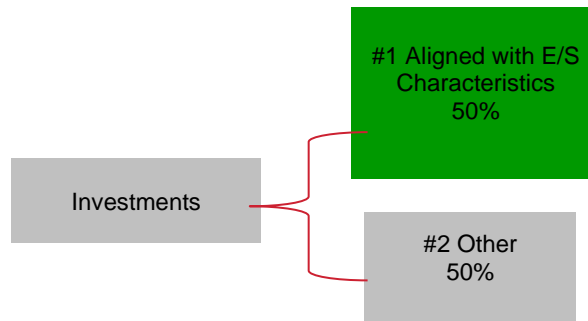 #1 Aligned with E/S
Characteristics
50%
Investments
#2 Other
50%